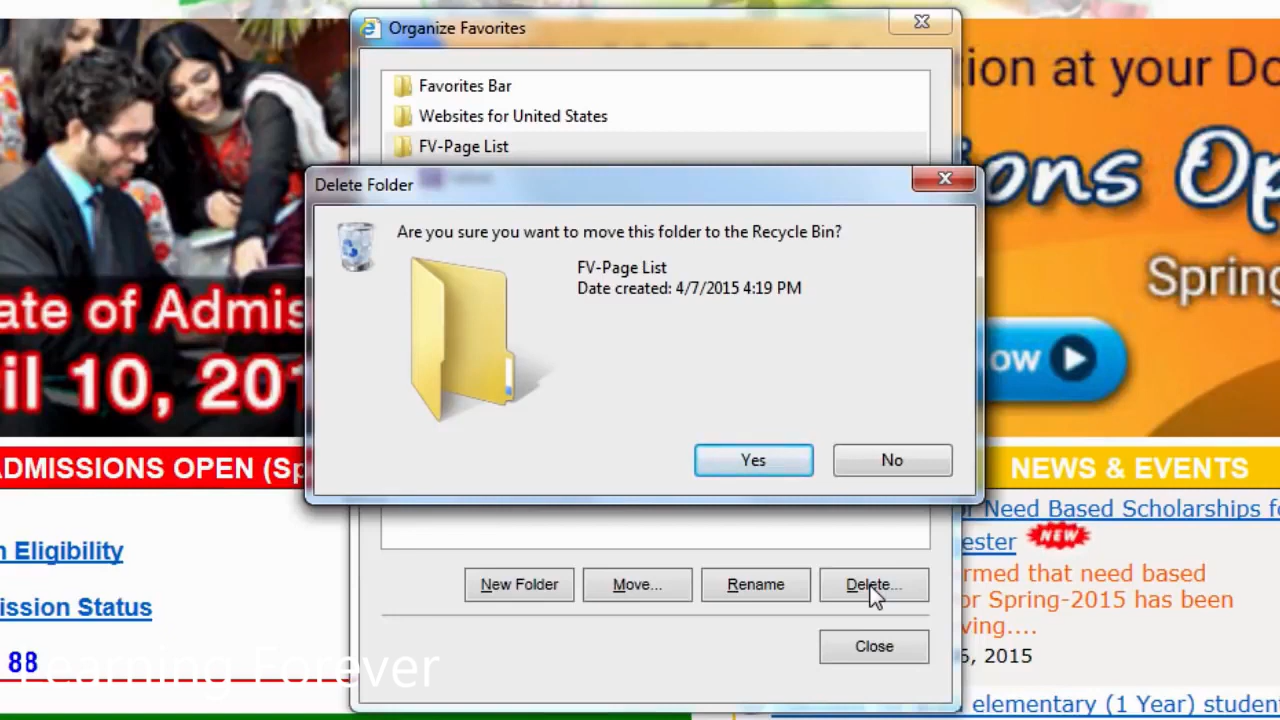 Organize Favorites
Favorites Bar
Websites for United States
FV-Page List
Delete Folder
Are you sure you want to move this folder to the Recycle Bin?
FV-Page List
Date created: 4/7/2015 4:19 PM
Yes
No
New Folder
Move...
Rename
Delete...
Close
ate of Admis
il 10, 201
ADMISSIONS OPEN (Sp
n Eligibility
ission Status
88
Learning Forever
ion at your Do
ons Op
Spring
ow
NEWS & EVENTS
or Need Based Scholarships fo
ester NEW
rmed that need based
or Spring-2015 has been
ving....
5, 2015
elementary (1 Year) student